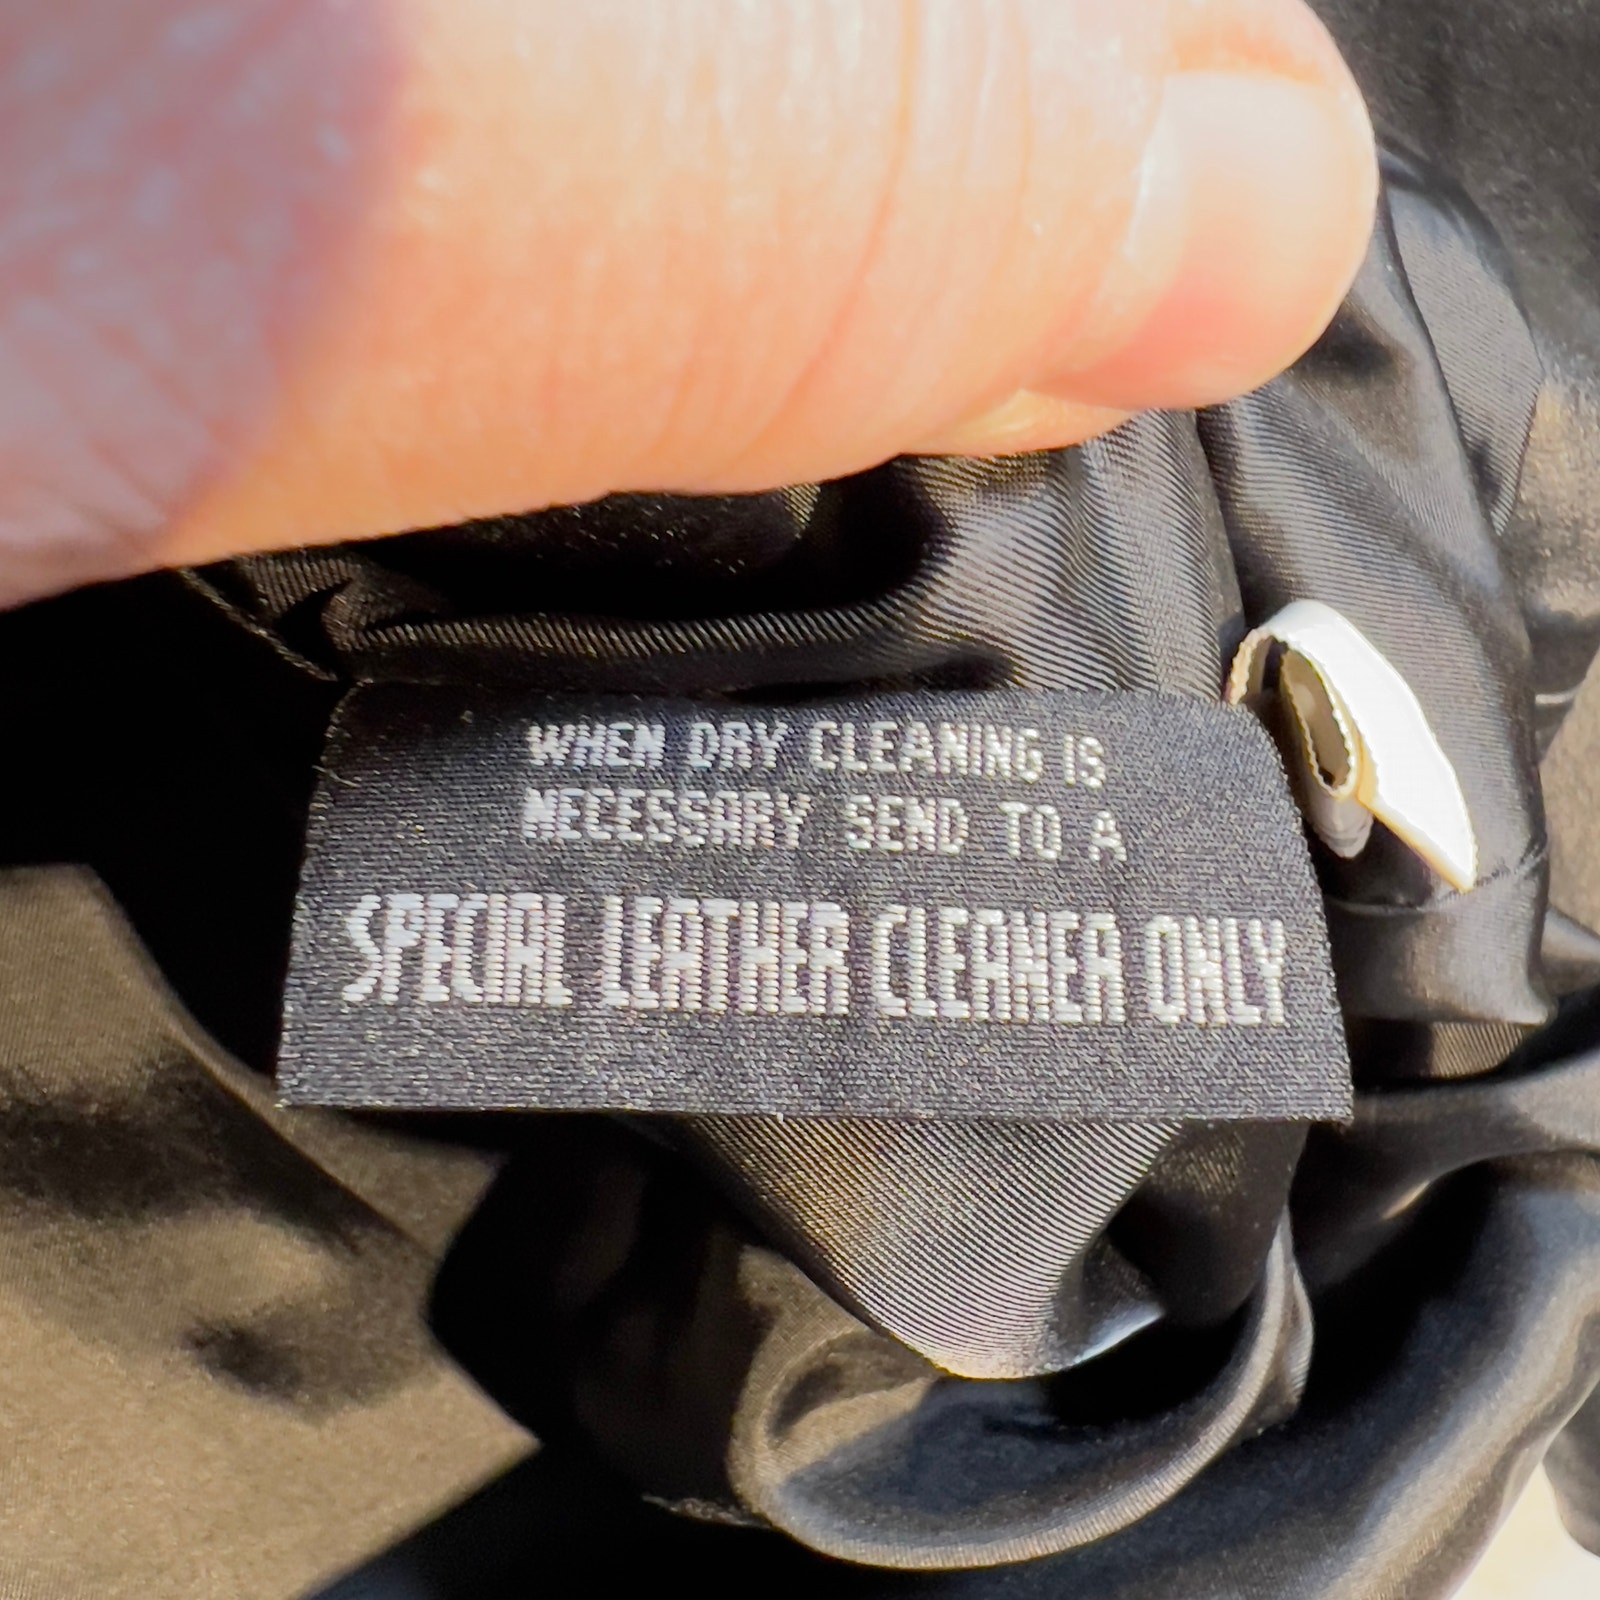 WHEN DRY CLEANING IS
NECESSARY SEND TO A
SPECIAL LEATHER CLEANER ONLY